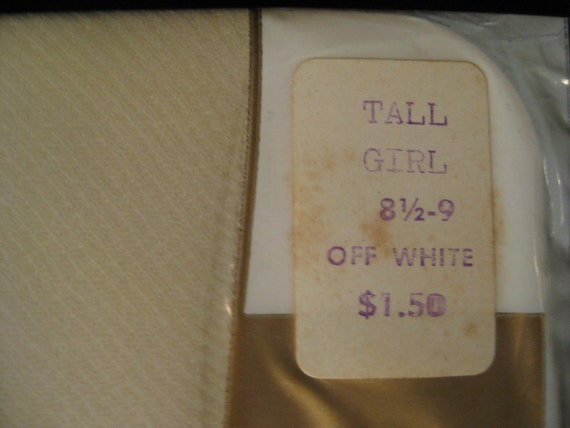 TALL
GIRL
8½-9
OFF WHITE
$1.50